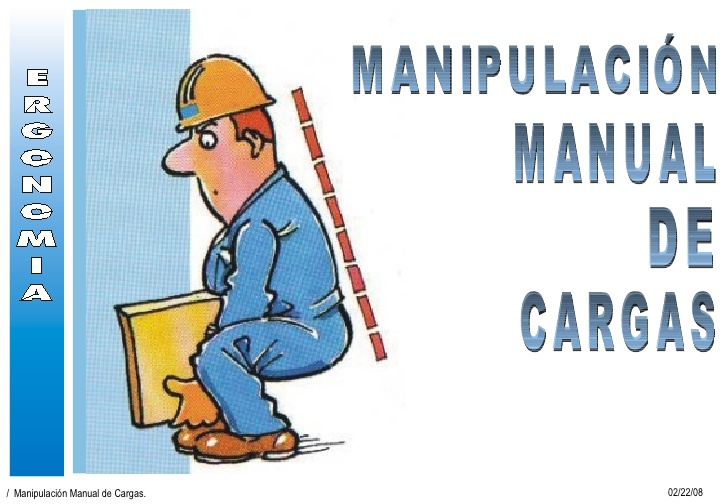 ERGONOMIA
MANIPULACIÓN
MANUAL
DE
CARGAS
/ Manipulación Manual de Cargas.
02/22/08